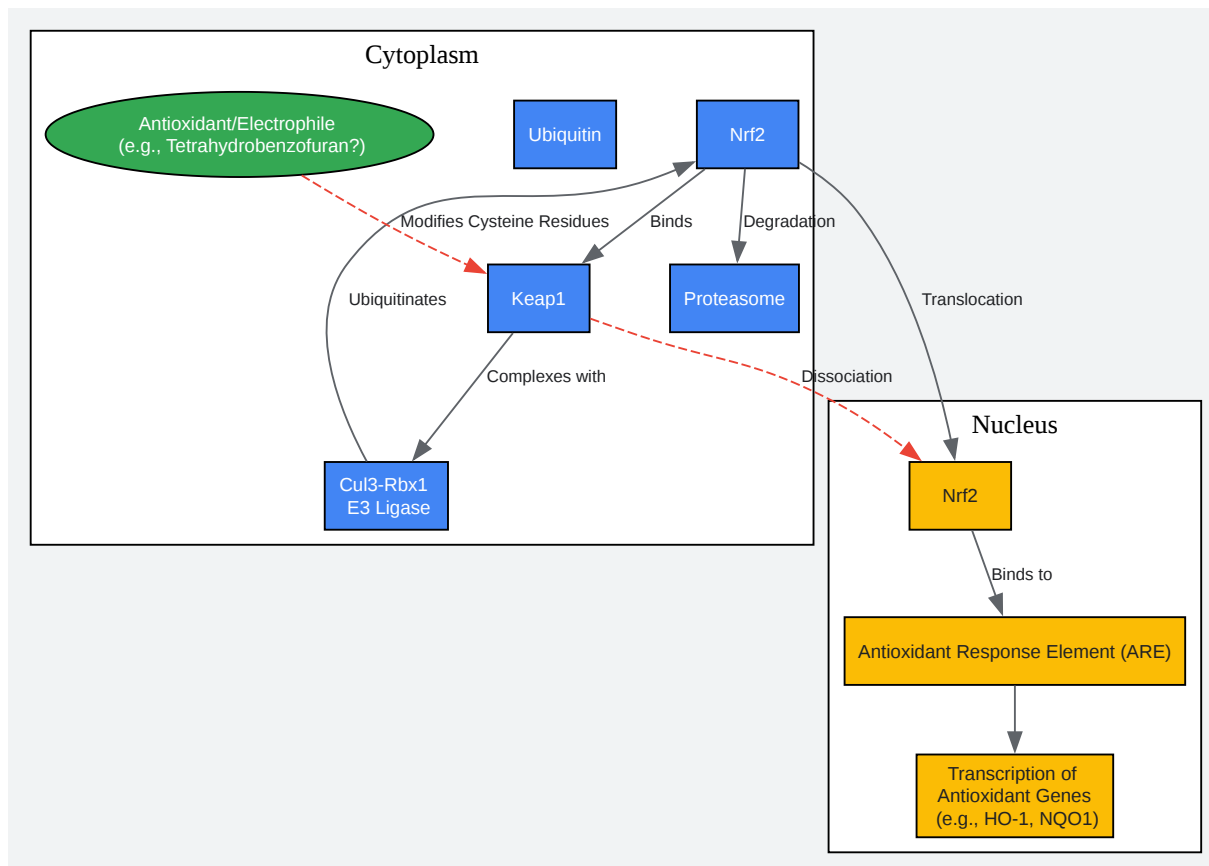 Cytoplasm
Antioxidant/Electrophile
(e.g., Tetrahydrobenzofuran?)
Ubiquitin
Nrf2
Modifies Cysteine Residues
Binds
Degradation
Ubiquitinates
Keap1
Proteasome
Translocation
Complexes with
Dissociation
Nucleus
Cul3-Rbx1
E3 Ligase
Nrf2
Binds to
Antioxidant Response Element (ARE)
Transcription of
Antioxidant Genes
(e.g., HO-1, NQO1)